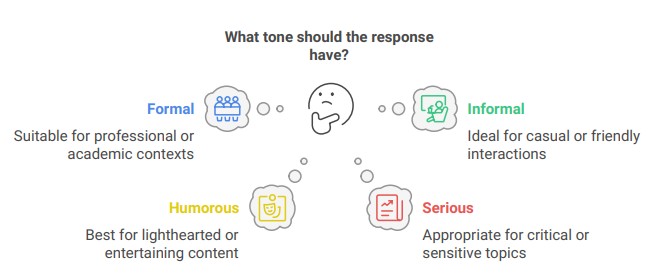 What tone should the response
have?
Formal
Suitable for professional or
academic contexts
Informal
Ideal for casual or friendly
interactions
Humorous
Best for lighthearted or
entertaining content
Serious
Appropriate for critical or
sensitive topics